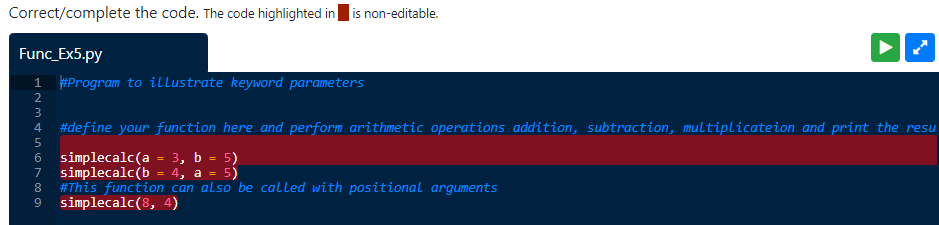 Correct/complete the code. The code highlighted in is non-editable.
Func_Ex5.py
1 #Program to illustrate keyword parameters
2
3
4 #define your function here and perform arithmetic operations addition, subtraction, multiplicateion and print the resu
5
6 simplecalc(a = 3, b = 5)
7 simplecalc(b = 4, a = 5)
8 #This function can also be called with positional arguments
9 simplecalc(8, 4)